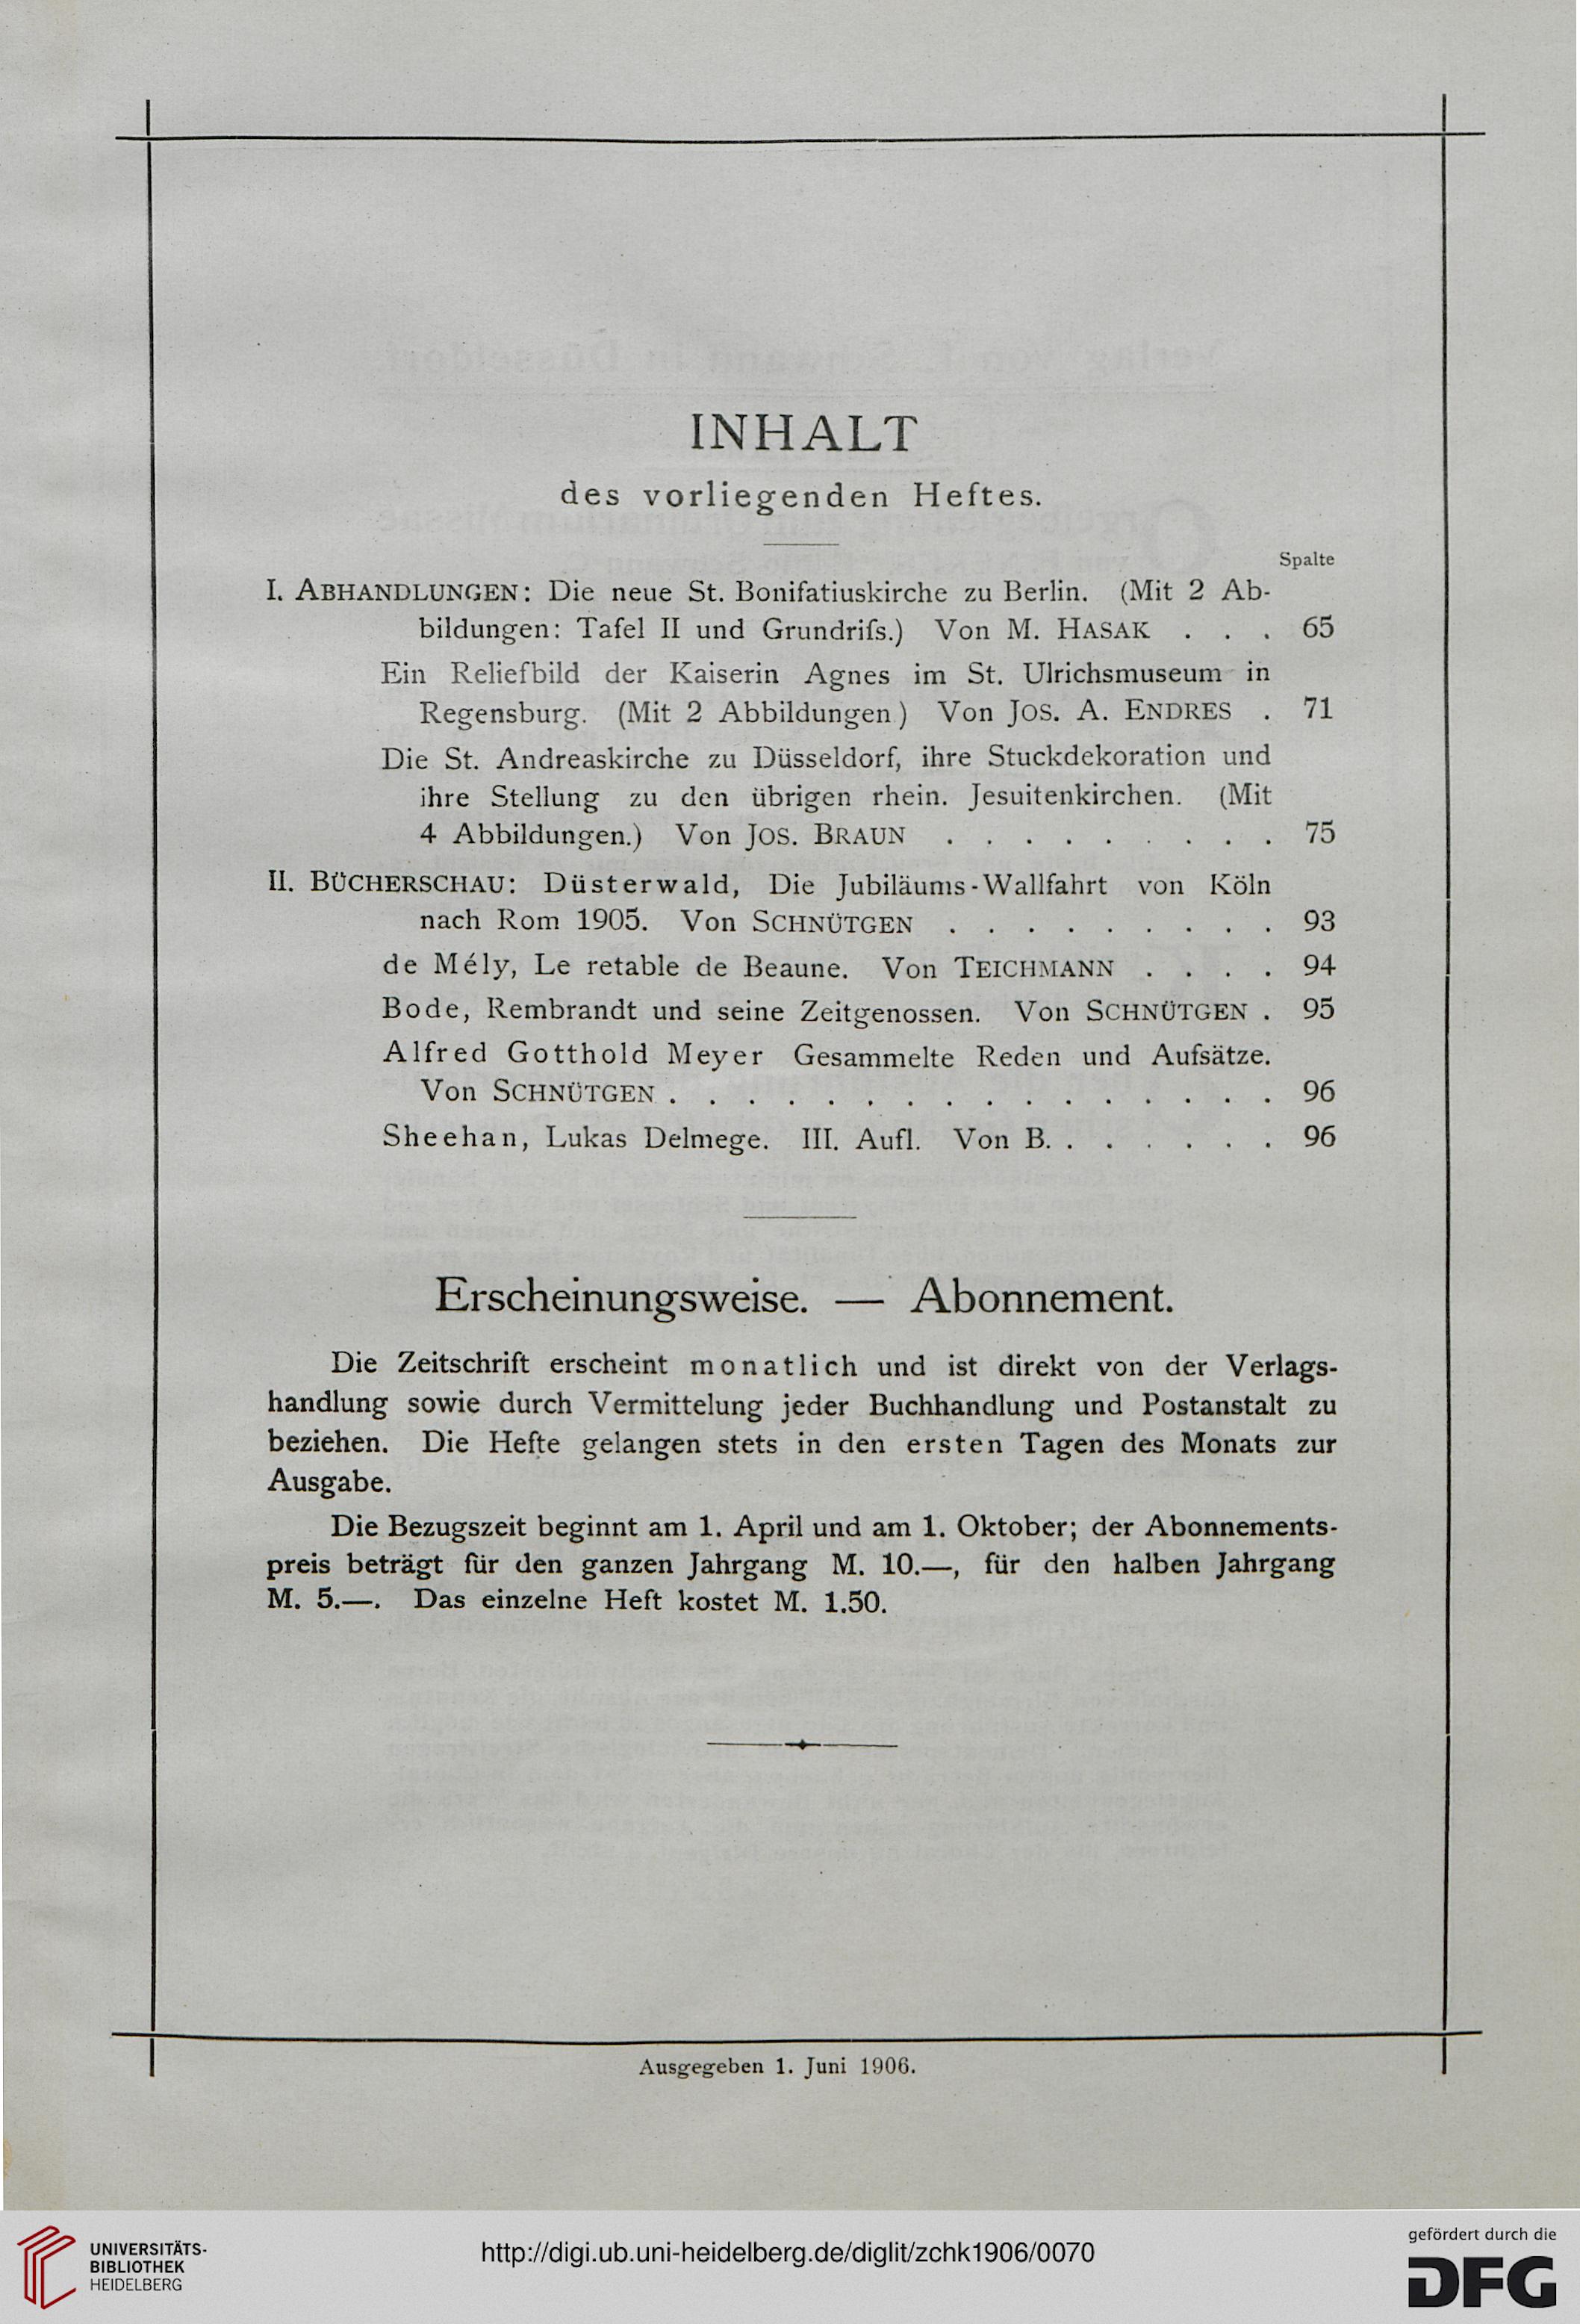 INHALT
des vorliegenden Heftes.
Spalte
I. ABHANDLUNGEN: Die neue St. Bonifatiuskirche zu Berlin. (Mit 2 Ab-
bildungen: Tafel II und Grundriſs.) Von M. HASAK . . . 65
Ein Reliefbild der Kaiserin Agnes im St. Ulrichsmuseum in
Regensburg. (Mit 2 Abbildungen) Von JOS. A. ENDRES . 71
Die St. Andreaskirche zu Düsseldorf, ihre Stuckdekoration und
ihre Stellung zu den übrigen rhein. Jesuitenkirchen. (Mit
4 Abbildungen.) Von JOS. BRAUN . . . . . . . . . 75
II. BÜCHERSCHAU: Düsterwald, Die Jubiläums-Wallfahrt von Köln
nach Rom 1905. Von SCHNÜTGEN . . . . . . . . . 93
de Mély, Le retable de Beaune. Von TEICHMANN . . . . 94
Bode, Rembrandt und seine Zeitgenossen. Von SCHNÜTGEN . 95
Alfred Gotthold Meyer Gesammelte Reden und Aufsätze.
Von SCHNÜTGEN . . . . . . . . . . . . . . . . 96
Sheehan, Lukas Delmege. III. Aufl. Von B. . . . . . . 96
Erscheinungsweise. — Abonnement.
Die Zeitschrift erscheint monatlich und ist direkt von der Verlags-
handlung sowie durch Vermittelung jeder Buchhandlung und Postanstalt zu
beziehen. Die Hefte gelangen stets in den ersten Tagen des Monats zur
Ausgabe.
Die Bezugszeit beginnt am 1. April und am 1. Oktober; der Abonnements-
preis beträgt für den ganzen Jahrgang M. 10.—, für den halben Jahrgang
M. 5.—. Das einzelne Heft kostet M. 1.50.
Ausgegeben 1. Juni 1906.
UNIVERSITÄTS-
BIBLIOTHEK
HEIDELBERG
http://digi.ub.uni-heidelberg.de/diglit/zchk1906/0070
gefördert durch die
DFG